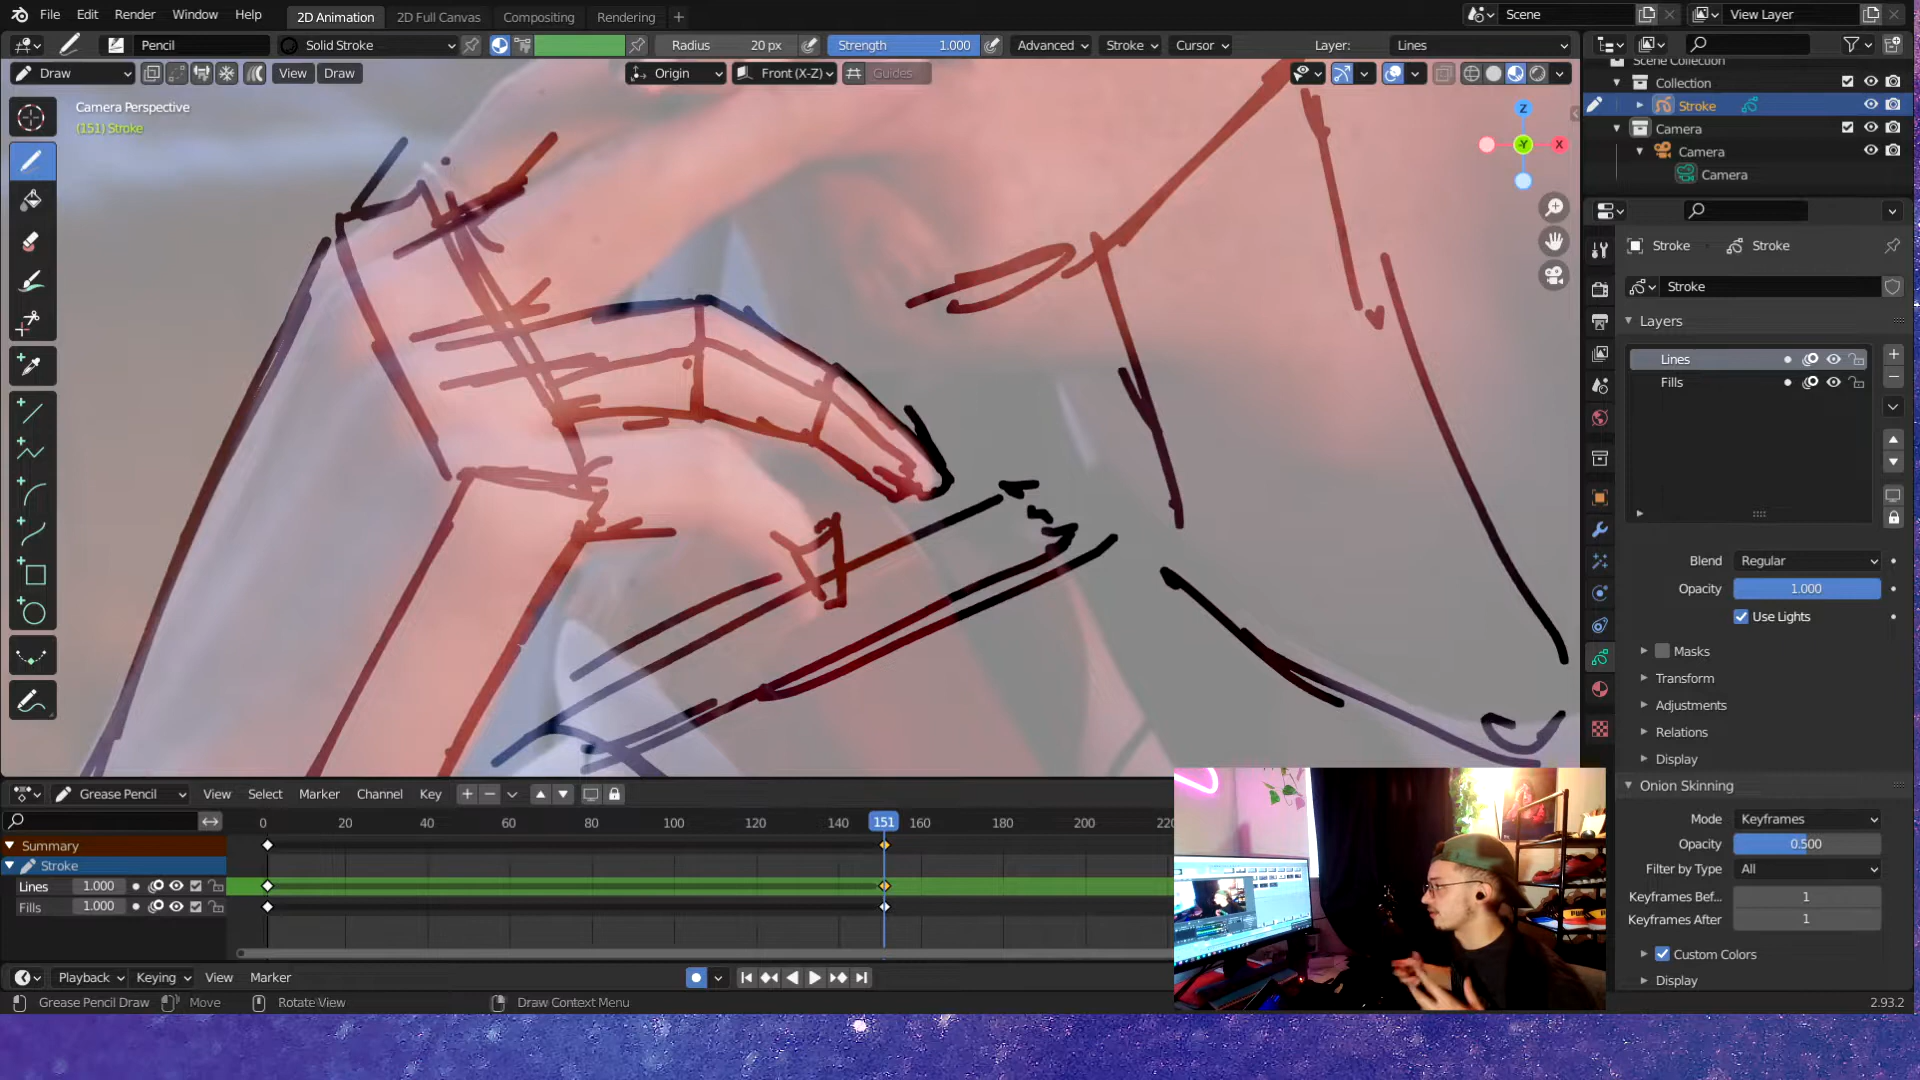 File Edit Render Window Help 2D Animation 2D Full Canvas Compositing Rendering + Scene View Layer
Pencil Solid Stroke Radius 20 px Strength 1.000 Advanced Stroke Cursor Layer: Lines
Draw View Draw Origin Front (X-Z) Guides
Camera Perspective
(151) Stroke
Z
Y
X
Scene Collection
Collection
Stroke
Camera
Camera
Camera
Stroke Stroke
Stroke
Layers
Lines
Fills
Blend Regular
Opacity 1.000
Use Lights
Masks
Transform
Adjustments
Relations
Display
Onion Skinning
Mode Keyframes
Opacity 0.500
Filter by Type All
Keyframes Bef... 1
Keyframes After 1
Custom Colors
Display
Grease Pencil View Select Marker Channel Key
0 20 40 60 80 100 120 140 151 160 180 200 220
Summary
Stroke
Lines 1.000
Fills 1.000
Playback Keying View Marker
Grease Pencil Draw Move Rotate View Draw Context Menu 2.93.2